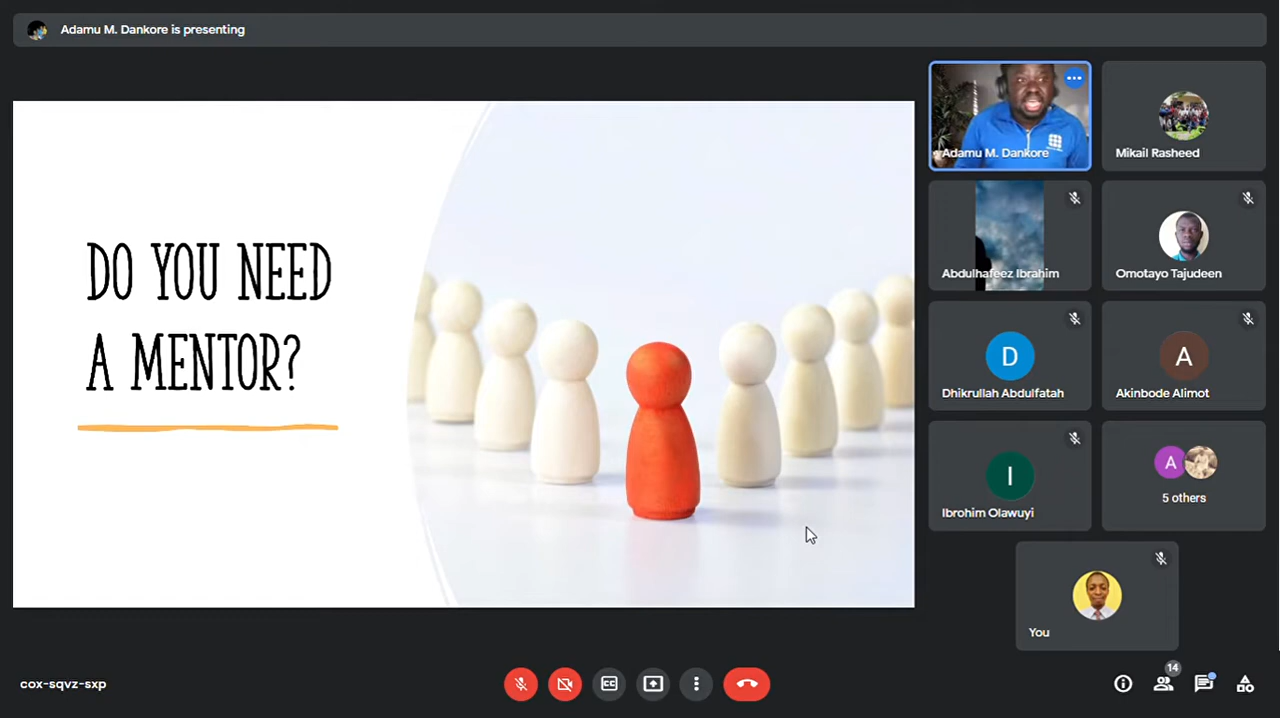 Adamu M. Dankore is presenting
DO YOU NEED
A MENTOR?
Adamu M. Dankore
Mikail Rasheed
Abdulhafeez Ibrahim
Omotayo Tajudeen
D
Dhikrullah Abdulfatah
A
Akinbode Alimot
I
Ibrohim Olawuyi
A
5 others
You
cox-sqvz-sxp
CC
14